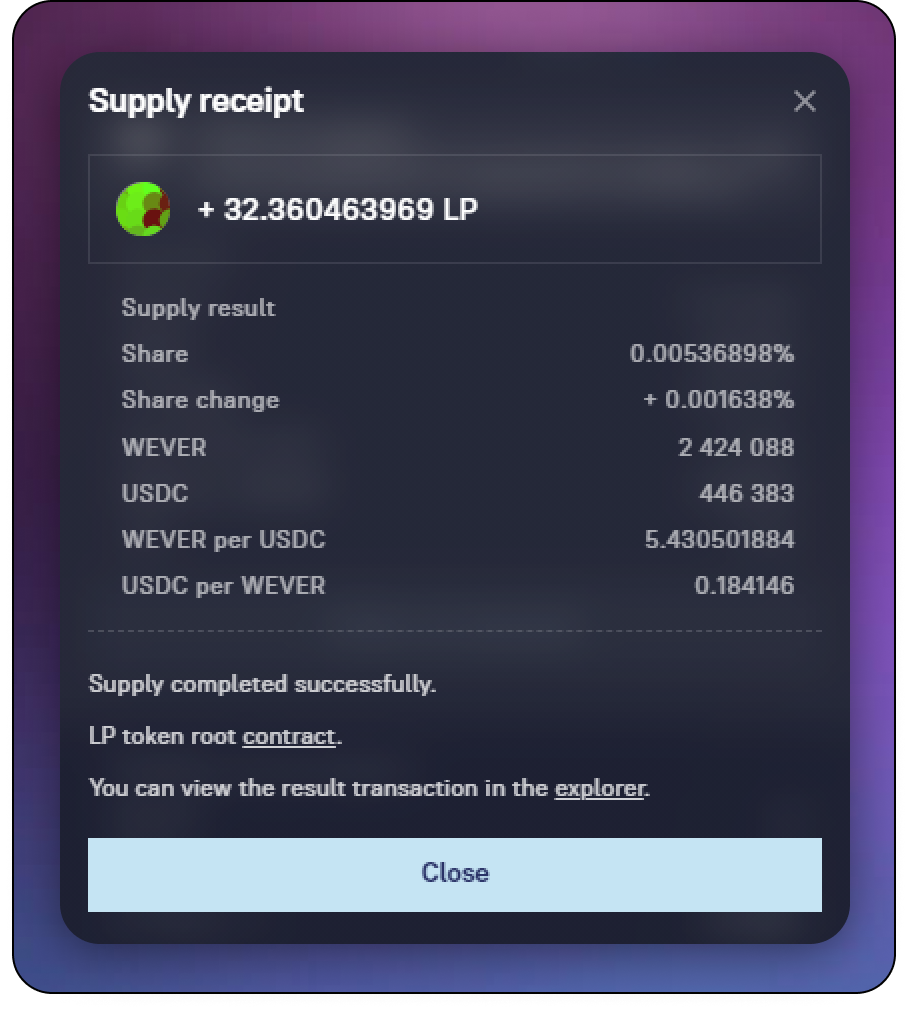 Supply receipt
+ 32.360463969 LP
Supply result
Share 0.00536898%
Share change + 0.001638%
WEVER 2 424 088
USDC 446 383
WEVER per USDC 5.430501884
USDC per WEVER 0.184146
Supply completed successfully.
LP token root contract.
You can view the result transaction in the explorer.
Close